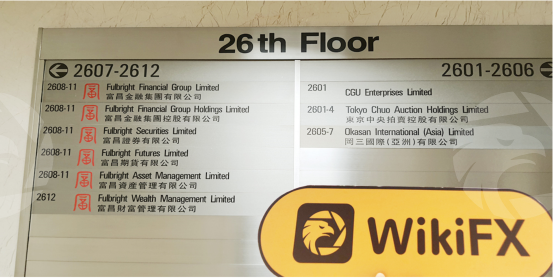 26th Floor
2607-2612
2608-11 Fulbright Financial Group Limited
富昌金融集團有限公司
2608-11 Fulbright Financial Group Holdings Limited
富昌金融集團控股有限公司
2608-11 Fulbright Securities Limited
富昌證券有限公司
2608-11 Fulbright Futures Limited
富昌期貨有限公司
2608-11 Fulbright Asset Management Limited
富昌資產管理有限公司
2612 Fulbright Wealth Management Limited
富昌財富管理有限公司
2601-2606
2601 CGU Enterprises Limited
2601-4 Tokyo Chuo Auction Holdings Limited
東京中央拍賣控股有限公司
2605-7 Okasan International (Asia) Limited
岡三國際(亞洲)有限公司
WikiFX